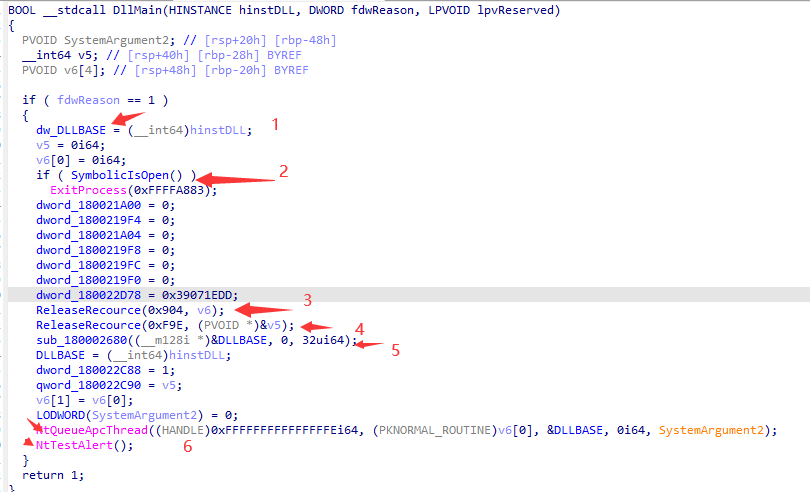 BOOL __stdcall DllMain(HINSTANCE hinstDLL, DWORD fdwReason, LPVOID lpvReserved)
{
PVOID SystemArgument2; // [rsp+20h] [rbp-48h]
__int64 v5; // [rsp+40h] [rbp-28h] BYREF
PVOID v6[4]; // [rsp+48h] [rbp-20h] BYREF
if ( fdwReason == 1 )
{
dw_DLLBASE = (__int64)hinstDLL; 1
v5 = 0i64;
v6[0] = 0i64;
if ( SymbolicIsOpen() ) 2
ExitProcess(0xFFFFA883);
dword_180021A00 = 0;
dword_1800219F4 = 0;
dword_180021A04 = 0;
dword_1800219F8 = 0;
dword_1800219FC = 0;
dword_1800219F0 = 0;
dword_180022D78 = 0x39071EDD;
ReleaseRecource(0x904, v6); 3
ReleaseRecource(0xF9E, (PVOID *)&v5); 4
sub_180002680((__m128i *)&DLLBASE, 0, 32ui64); 5
DLLBASE = (__int64)hinstDLL;
dword_180022C88 = 1;
qword_180022C90 = v5;
v6[1] = v6[0];
LODWORD(SystemArgument2) = 0;
NtQueueApcThread((HANDLE)0xFFFFFFFFFFFFFFFEi64, (PKNORMAL_ROUTINE)v6[0], &DLLBASE, 0i64, SystemArgument2);
NtTestAlert(); 6
}
return 1;
}